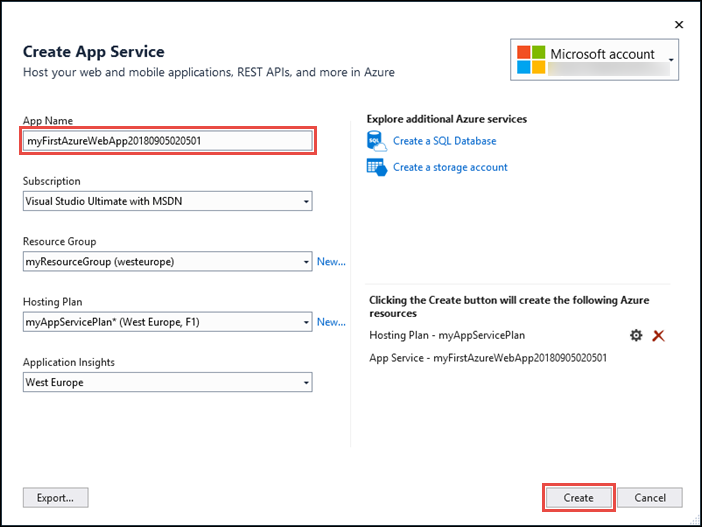 Create App Service
Host your web and mobile applications, REST APIs, and more in Azure
Microsoft account
App Name
myFirstAzureWebApp20180905020501
Subscription
Visual Studio Ultimate with MSDN
Resource Group
myResourceGroup (westeurope)
New...
Hosting Plan
myAppServicePlan* (West Europe, F1)
New...
Application Insights
West Europe
Explore additional Azure services
Create a SQL Database
Create a storage account
Clicking the Create button will create the following Azure
resources
Hosting Plan - myAppServicePlan
App Service - myFirstAzureWebApp20180905020501
Export...
Create
Cancel